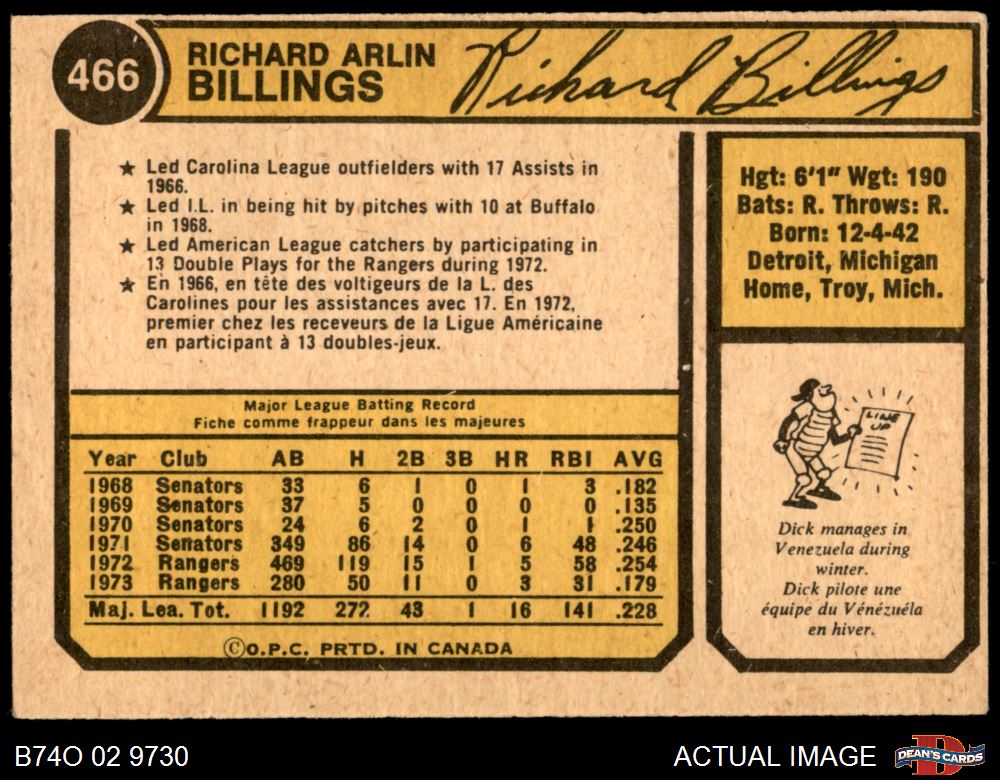 466
RICHARD ARLIN
BILLINGS
Richard Billings
★ Led Carolina League outfielders with 17 Assists in
1966.
★ Led I.L. in being hit by pitches with 10 at Buffalo
in 1968.
★ Led American League catchers by participating in
13 Double Plays for the Rangers during 1972.
★ En 1966, en tête des voltigeurs de la L. des
Carolines pour les assistances avec 17. En 1972,
premier chez les receveurs de la Ligue Américaine
en participant à 13 doubles-jeux.
Hgt: 6'1" Wgt: 190
Bats: R. Throws: R.
Born: 12-4-42
Detroit, Michigan
Home, Troy, Mich.
Major League Batting Record
Fiche comme frappeur dans les majeures
Year Club AB H 2B 3B HR RBI AVG
1968 Senators 33 6 1 0 1 3 .182
1969 Senators 37 5 0 0 0 0 .135
1970 Senators 24 6 2 0 1 1 .250
1971 Senators 349 86 14 0 6 48 .246
1972 Rangers 469 119 15 1 5 58 .254
1973 Rangers 280 50 11 0 3 31 .179
Maj. Lea. Tot. 1192 272 43 1 16 141 .228
©O.P.C. PRTD. IN CANADA
LINE
UP
Dick manages in
Venezuela during
winter.
Dick pilote une
équipe du Vénézuéla
en hiver.
B74O 02 9730
ACTUAL IMAGE
D
DEAN'S CARDS